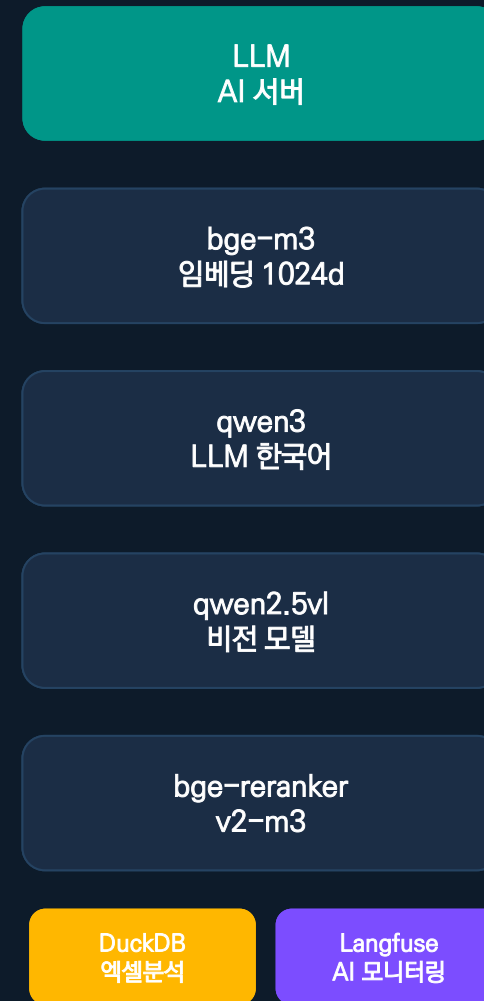 LLM
AI 서버
bge-m3
임베딩 1024d
qwen3
LLM 한국어
qwen2.5vl
비전 모델
bge-reranker
v2-m3
DuckDB
엑셀분석
Langfuse
AI 모니터링